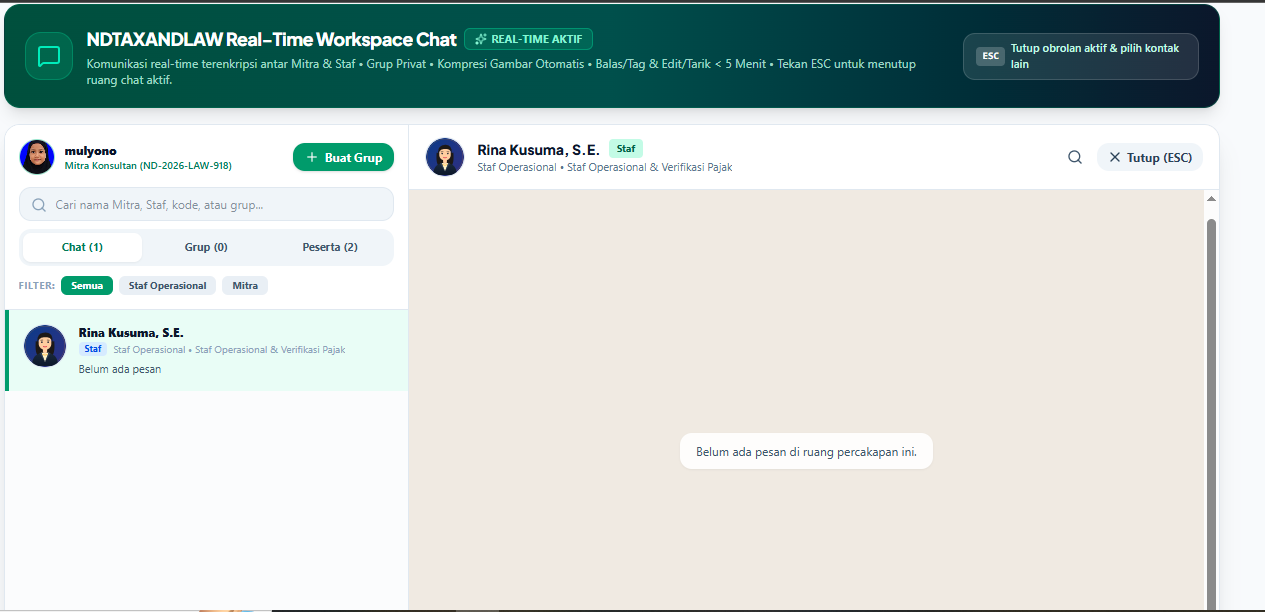 NDTAXANDLAW Real-Time Workspace Chat
REAL-TIME AKTIF
Komunikasi real-time terenkripsi antar Mitra & Staf • Grup Privat • Kompresi Gambar Otomatis • Balas/Tag & Edit/Tarik < 5 Menit • Tekan ESC untuk menutup
ruang chat aktif.
ESC
Tutup obrolan aktif & pilih kontak
lain
mulyono
Mitra Konsultan (ND-2026-LAW-918)
+ Buat Grup
Cari nama Mitra, Staf, kode, atau grup...
Chat (1)
Grup (0)
Peserta (2)
FILTER:
Semua
Staf Operasional
Mitra
Rina Kusuma, S.E.
Staf
Staf Operasional • Staf Operasional & Verifikasi Pajak
Belum ada pesan
Rina Kusuma, S.E.
Staf
Staf Operasional • Staf Operasional & Verifikasi Pajak
Tutup (ESC)
Belum ada pesan di ruang percakapan ini.